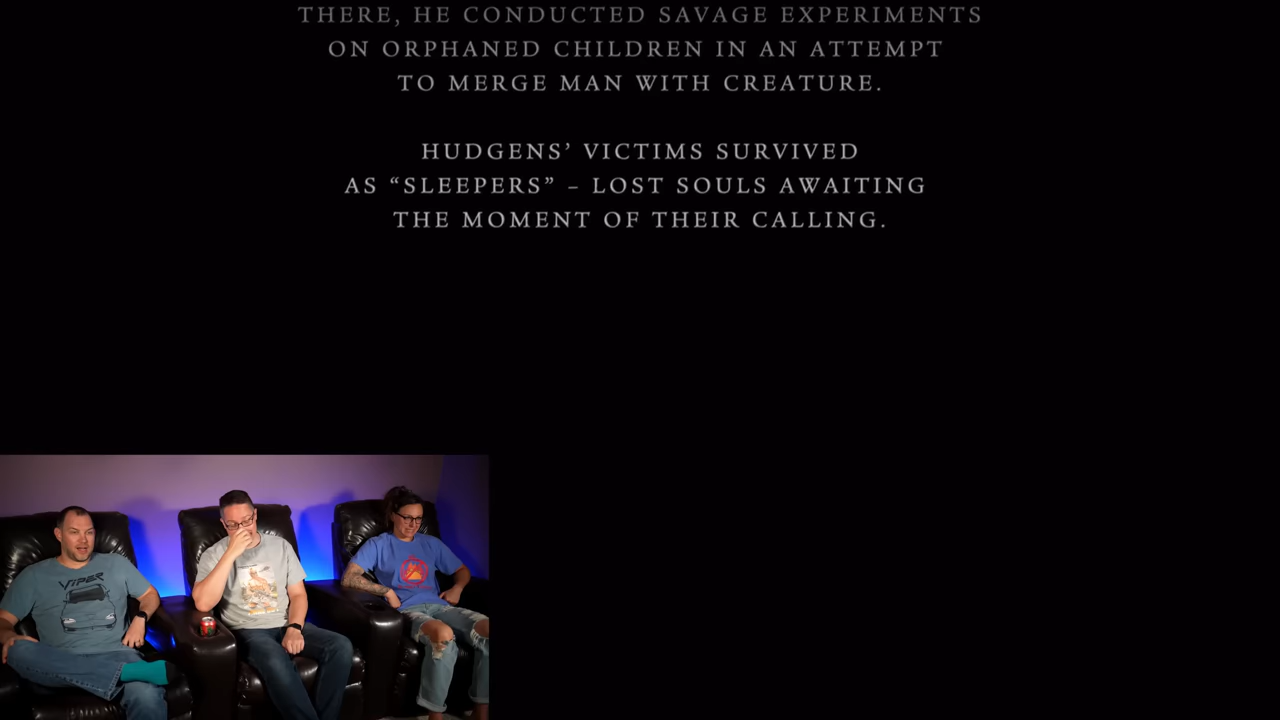 THERE, HE CONDUCTED SAVAGE EXPERIMENTS
ON ORPHANED CHILDREN IN AN ATTEMPT
TO MERGE MAN WITH CREATURE.
HUDGENS’ VICTIMS SURVIVED
AS “SLEEPERS” – LOST SOULS AWAITING
THE MOMENT OF THEIR CALLING.
VIPER